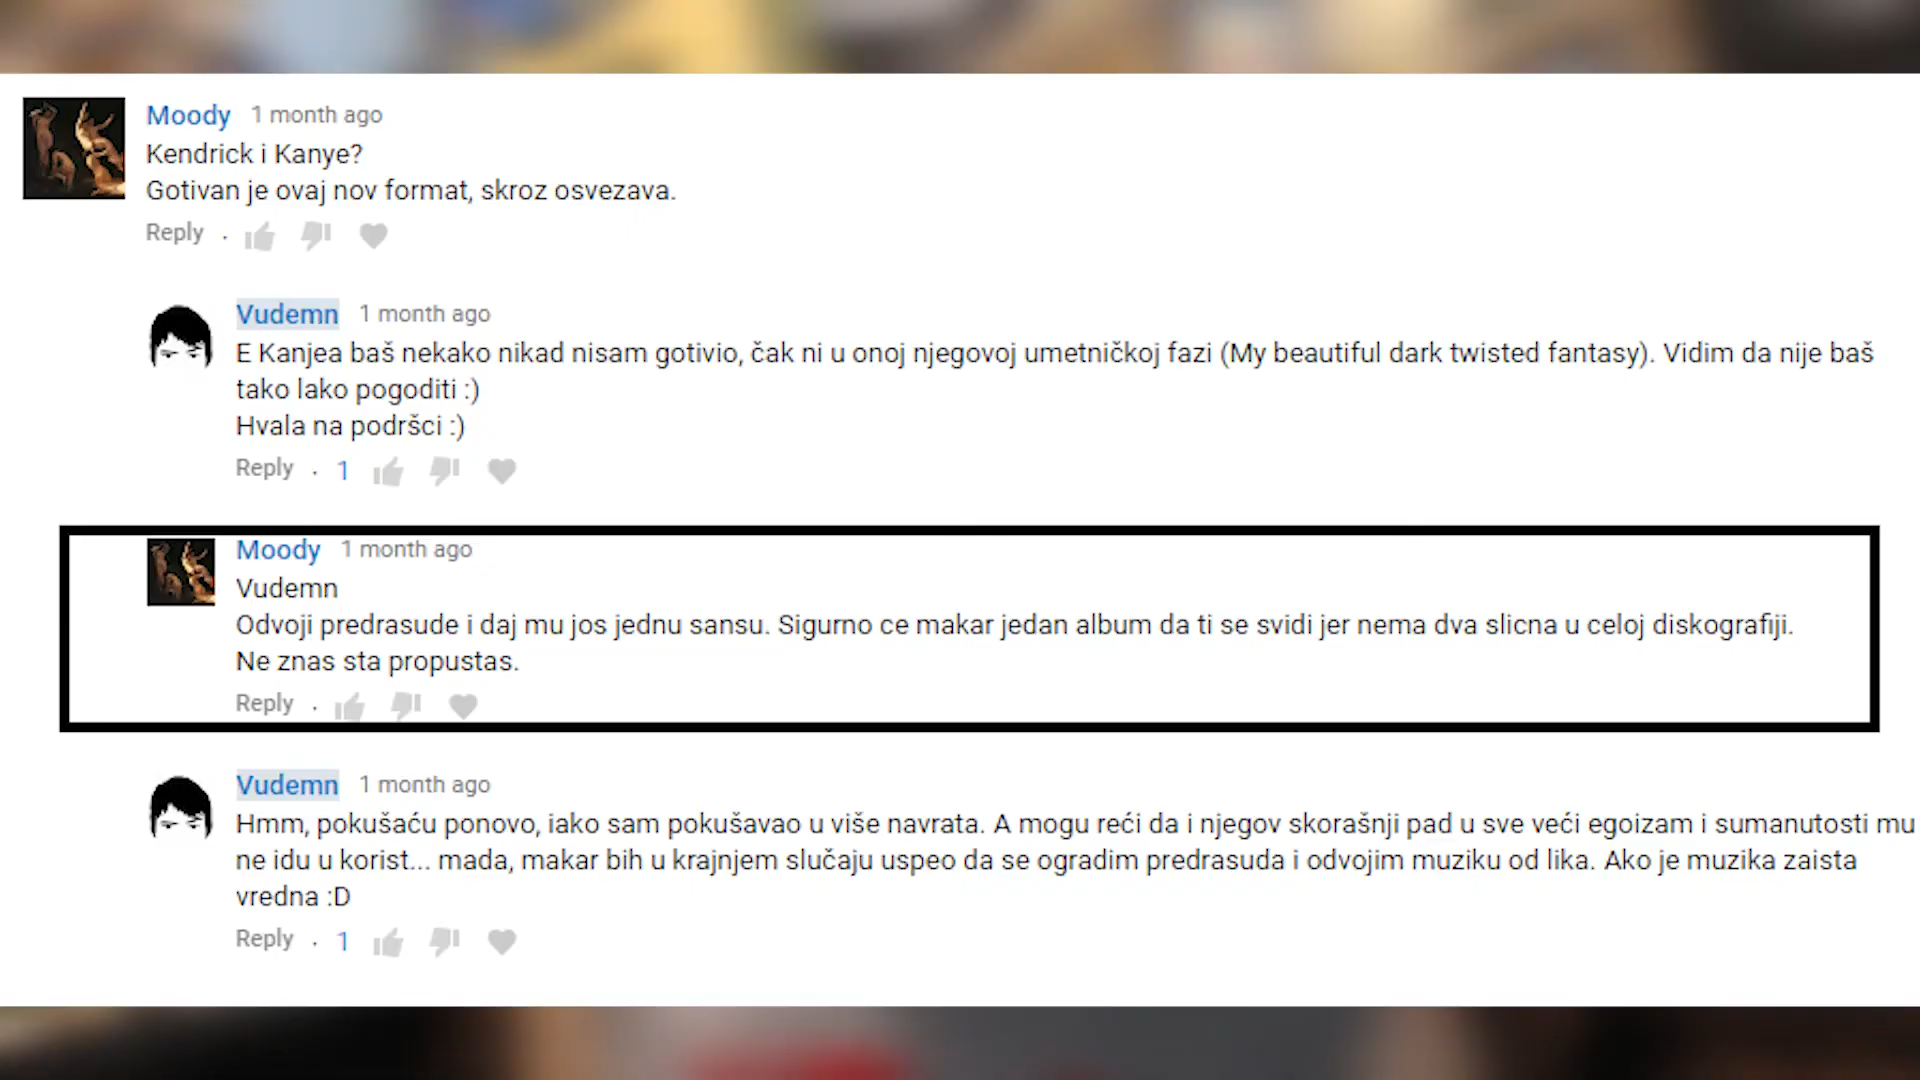 Moody 1 month ago
Kendrick i Kanye?
Gotivan je ovaj nov format, skroz osvezava.
Reply .
Vudemn 1 month ago
E Kanjea baš nekako nikad nisam gotivio, čak ni u onoj njegovoj umetničkoj fazi (My beautiful dark twisted fantasy). Vidim da nije baš
tako lako pogoditi :)
Hvala na podršci :)
Reply . 1
Moody 1 month ago
Vudemn
Odvoji predrasude i daj mu jos jednu sansu. Sigurno ce makar jedan album da ti se svidi jer nema dva slicna u celoj diskografiji.
Ne znas sta propustas.
Reply .
Vudemn 1 month ago
Hmm, pokušaću ponovo, iako sam pokušavao u više navrata. A mogu reći da i njegov skorašnji pad u sve veći egoizam i sumanutosti mu
ne idu u korist... mada, makar bih u krajnjem slučaju uspeo da se ogradim predrasuda i odvojim muziku od lika. Ako je muzika zaista
vredna :D
Reply . 1